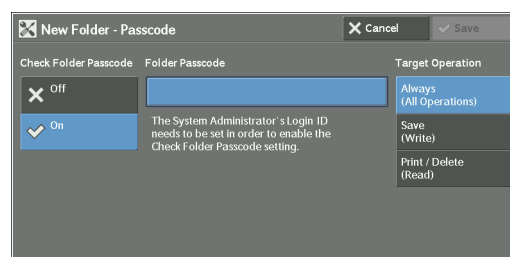 New Folder - Passcode
Cancel
Save
Check Folder Passcode
Folder Passcode
Target Operation
Off
On
The System Administrator's Login ID
needs to be set in order to enable the
Check Folder Passcode setting.
Always
(All Operations)
Save
(Write)
Print / Delete
(Read)